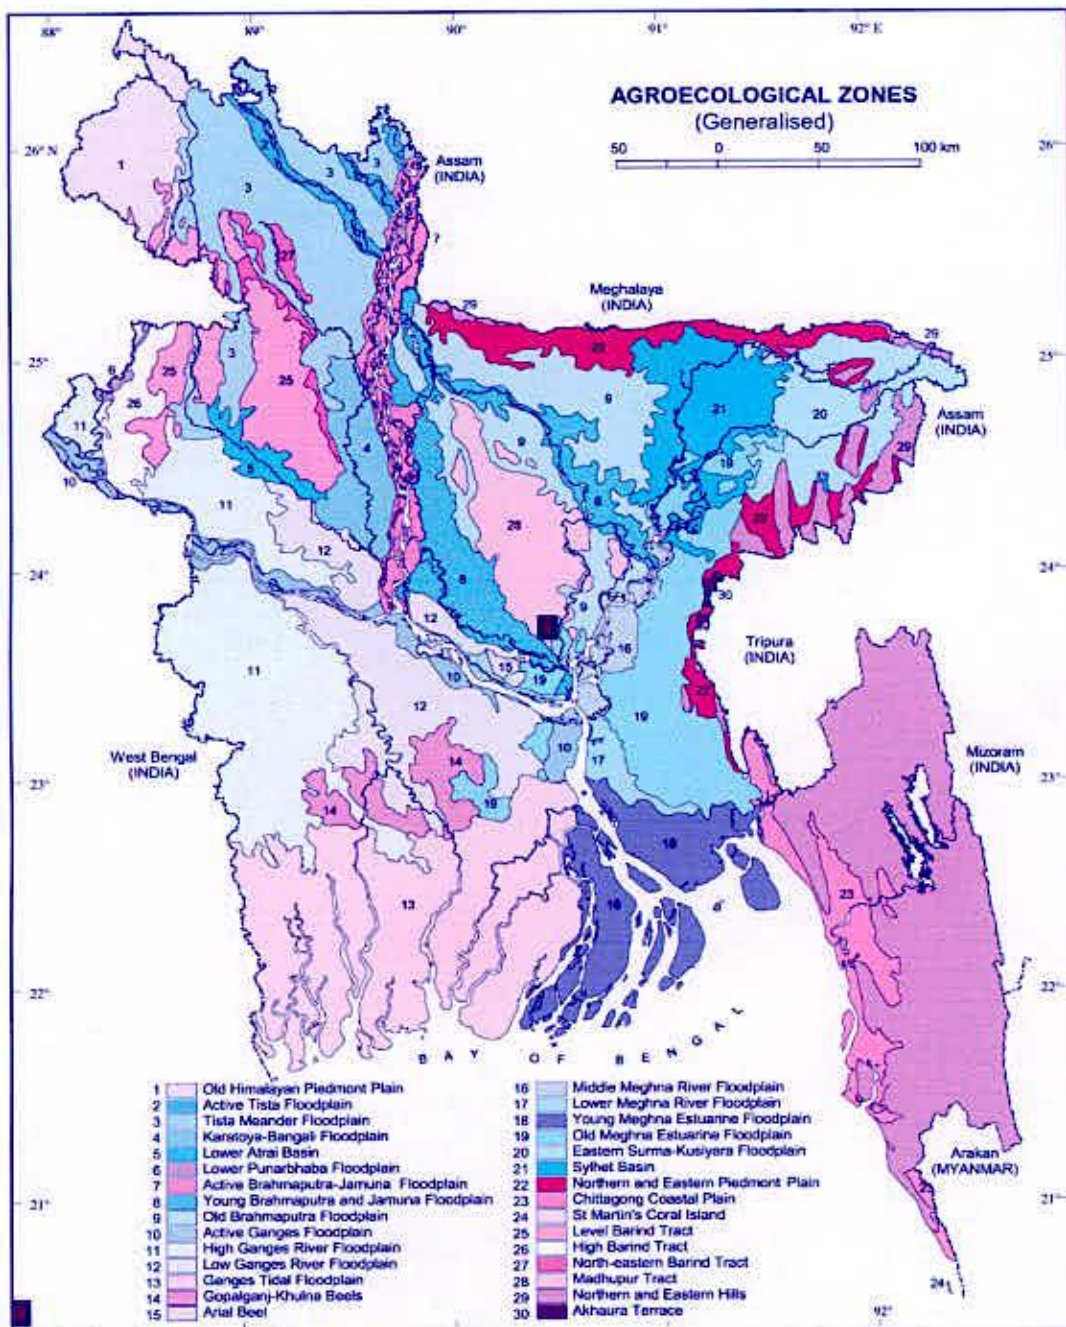 88° 89° 90° 91° 92° E
AGROECOLOGICAL ZONES
(Generalised)
50 0 50 100 km
26° N
26°
Assam
(INDIA)
Meghalaya
(INDIA)
25°
25°
Assam
(INDIA)
24°
24°
Tripura
(INDIA)
West Bengal
(INDIA)
Mizoram
(INDIA)
23°
23°
22°
22°
BAY OF BENGAL
Arakan
(MYANMAR)
21°
21°
92°
1 Old Himalayan Piedmont Plain
2 Active Tista Floodplain
3 Tista Meander Floodplain
4 Karatoya-Bangali Floodplain
5 Lower Atrai Basin
6 Lower Punarbhaba Floodplain
7 Active Brahmaputra-Jamuna Floodplain
8 Young Brahmaputra and Jamuna Floodplain
9 Old Brahmaputra Floodplain
10 Active Ganges Floodplain
11 High Ganges River Floodplain
12 Low Ganges River Floodplain
13 Ganges Tidal Floodplain
14 Gopalganj-Khulna Beels
15 Arial Beel
16 Middle Meghna River Floodplain
17 Lower Meghna River Floodplain
18 Young Meghna Estuarine Floodplain
19 Old Meghna Estuarine Floodplain
20 Eastern Surma-Kusiyara Floodplain
21 Sylhet Basin
22 Northern and Eastern Piedmont Plain
23 Chittagong Coastal Plain
24 St Martin's Coral Island
25 Level Barind Tract
26 High Barind Tract
27 North-eastern Barind Tract
28 Madhupur Tract
29 Northern and Eastern Hills
30 Akhaura Terrace